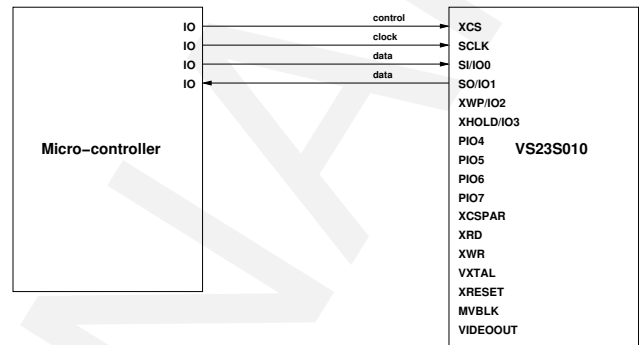 control
IO XCS
clock
IO SCLK
data
IO SI/IO0
data
IO SO/IO1
XWP/IO2
XHOLD/IO3
PIO4
Micro-controller VS23S010
PIO5
PIO6
PIO7
XCSPAR
XRD
XWR
VXTAL
XRESET
MVBLK
VIDEOOUT